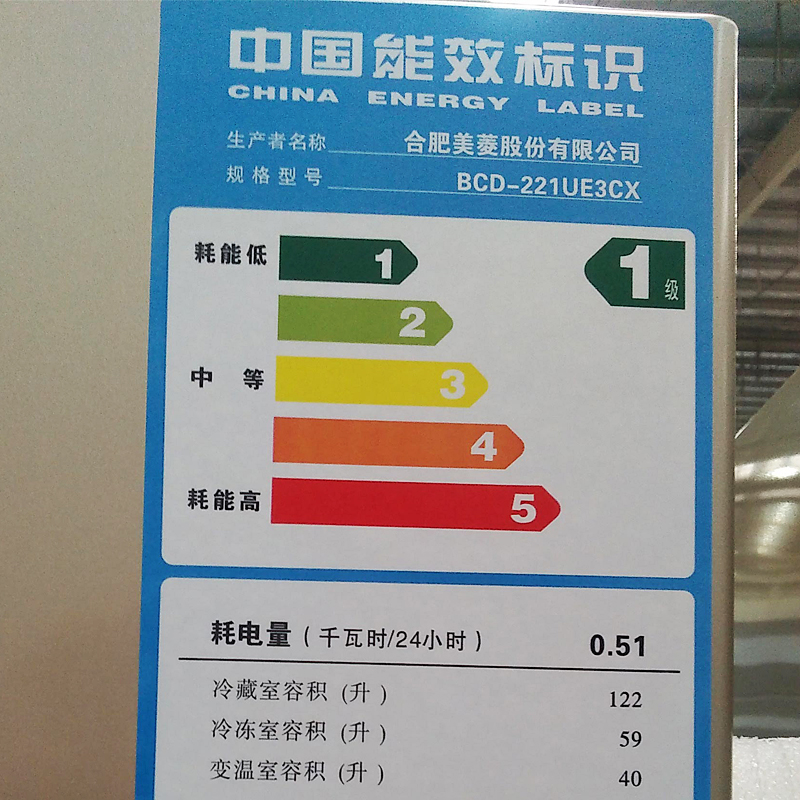 中国能效标识
CHINA ENERGY LABEL
生产者名称 合肥美菱股份有限公司
规格型号 BCD-221UE3CX
耗能低 1 1级
2
中 等 3
4
耗能高 5
耗电量(千瓦时/24小时) 0.51
冷藏室容积 (升) 122
冷冻室容积 (升) 59
变温室容积 (升) 40